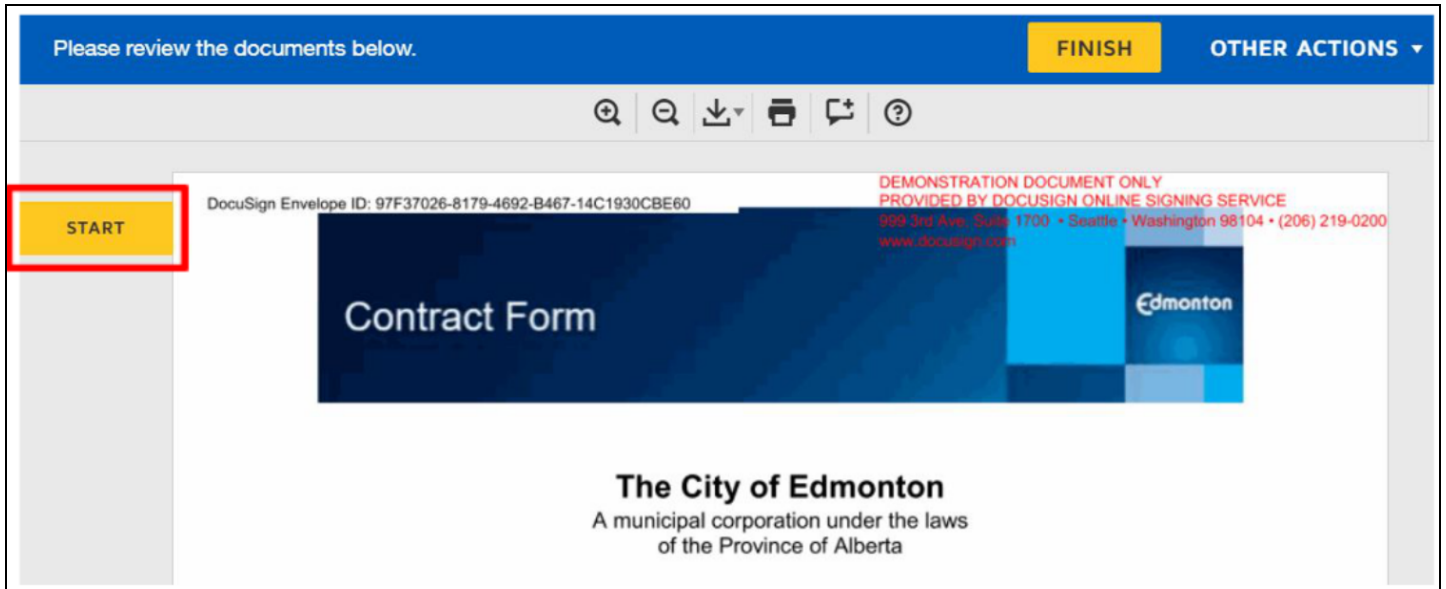 Please review the documents below.
FINISH
OTHER ACTIONS
START
DocuSign Envelope ID: 97F37026-8179-4692-B467-14C1930CBE60
DEMONSTRATION DOCUMENT ONLY
PROVIDED BY DOCUSIGN ONLINE SIGNING SERVICE
999 3rd Ave, Suite 1700 • Seattle • Washington 98104 • (206) 219-0200
www.docusign.com
Contract Form
Edmonton
The City of Edmonton
A municipal corporation under the laws
of the Province of Alberta